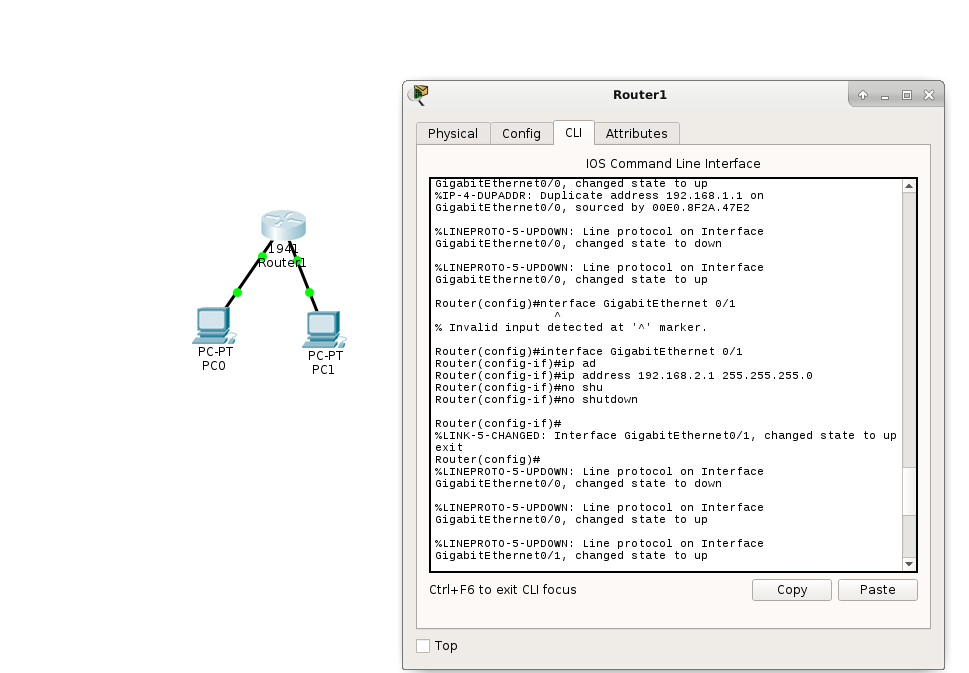 1941
Router1
PC-PT
PC0
PC-PT
PC1
Router1
Physical
Config
CLI
Attributes
IOS Command Line Interface
GigabitEthernet0/0, changed state to up
%IP-4-DUPADDR: Duplicate address 192.168.1.1 on
GigabitEthernet0/0, sourced by 00E0.8F2A.47E2
%LINEPROTO-5-UPDOWN: Line protocol on Interface
GigabitEthernet0/0, changed state to down
%LINEPROTO-5-UPDOWN: Line protocol on Interface
GigabitEthernet0/0, changed state to up
Router(config)#nterface GigabitEthernet 0/1
^
% Invalid input detected at '^' marker.
Router(config)#interface GigabitEthernet 0/1
Router(config-if)#ip ad
Router(config-if)#ip address 192.168.2.1 255.255.255.0
Router(config-if)#no shu
Router(config-if)#no shutdown
Router(config-if)#
%LINK-5-CHANGED: Interface GigabitEthernet0/1, changed state to up
exit
Router(config)#
%LINEPROTO-5-UPDOWN: Line protocol on Interface
GigabitEthernet0/0, changed state to down
%LINEPROTO-5-UPDOWN: Line protocol on Interface
GigabitEthernet0/0, changed state to up
%LINEPROTO-5-UPDOWN: Line protocol on Interface
GigabitEthernet0/1, changed state to up
Ctrl+F6 to exit CLI focus
Copy
Paste
Top